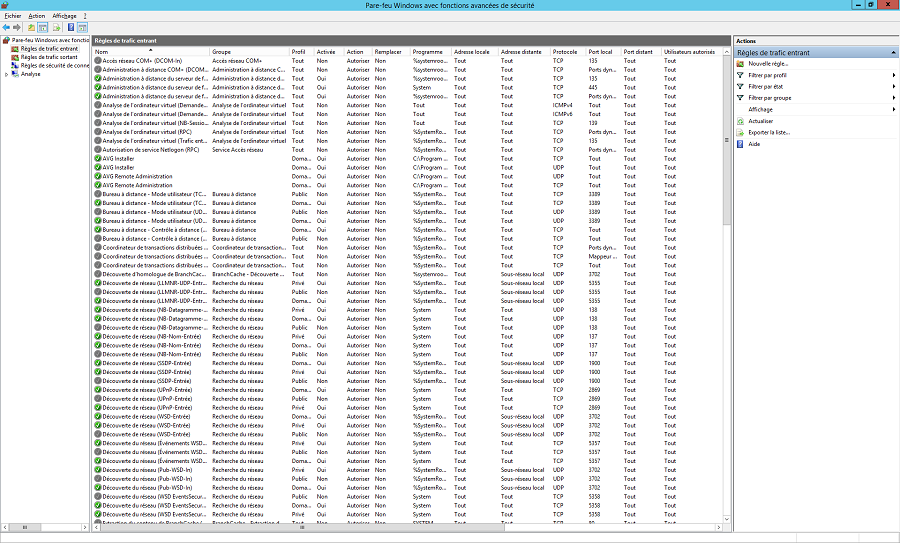 Pare-feu Windows avec fonctions avancées de sécurité
Fichier Action Affichage ?
Pare-feu Windows avec fonctio
Règles de trafic entrant
Règles de trafic sortant
Règles de sécurité de conne
Analyse
Règles de trafic entrant
Nom Groupe Profil Activée Action Remplacer Programme Adresse locale Adresse distante Protocole Port local Port distant Utilisateurs autorisés
Accès réseau COM+ (DCOM-In) Accès réseau COM+ Tout Non Autoriser Non %systemroo... Tout Tout TCP 135 Tout Tout
Administration à distance COM+ (DCOM... Administration à distance C... Tout Non Autoriser Non %systemroo... Tout Tout TCP Ports dyn... Tout Tout
Administration à distance du serveur de f... Administration à distance d... Tout Oui Autoriser Non %systemroo... Tout Tout TCP 135 Tout Tout
Administration à distance du serveur de f... Administration à distance d... Tout Oui Autoriser Non System Tout Tout TCP 445 Tout Tout
Administration à distance du serveur de f... Administration à distance d... Tout Oui Autoriser Non %systemroo... Tout Tout TCP Ports dyn... Tout Tout
Analyse de l'ordinateur virtuel (Demande... Analyse de l'ordinateur virtuel Tout Non Autoriser Non Tout Tout Tout ICMPv4 Tout Tout Tout
Analyse de l'ordinateur virtuel (Demande... Analyse de l'ordinateur virtuel Tout Non Autoriser Non Tout Tout Tout ICMPv6 Tout Tout Tout
Analyse de l'ordinateur virtuel (NB-Sessio... Analyse de l'ordinateur virtuel Tout Non Autoriser Non Tout Tout Tout TCP 139 Tout Tout
Analyse de l'ordinateur virtuel (RPC) Analyse de l'ordinateur virtuel Tout Non Autoriser Non %SystemRo... Tout Tout TCP Ports dyn... Tout Tout
Analyse de l'ordinateur virtuel (Trafic ent... Analyse de l'ordinateur virtuel Tout Non Autoriser Non %SystemRo... Tout Tout TCP 135 Tout Tout
Autorisation de service Netlogon (RPC) Service Accès réseau Tout Non Autoriser Non %SystemRo... Tout Tout TCP Ports dyn... Tout Tout
AVG Installer Doma... Oui Autoriser Non C:\Program ... Tout Tout TCP Tout Tout Tout
AVG Installer Doma... Oui Autoriser Non C:\Program ... Tout Tout UDP Tout Tout Tout
AVG Remote Administration Doma... Oui Autoriser Non C:\Program ... Tout Tout UDP Tout Tout Tout
AVG Remote Administration Doma... Oui Autoriser Non C:\Program ... Tout Tout TCP Tout Tout Tout
Bureau à distance - Mode utilisateur (TC... Bureau à distance Public Non Autoriser Non %SystemRo... Tout Tout TCP 3389 Tout Tout
Bureau à distance - Mode utilisateur (TC... Bureau à distance Doma... Oui Autoriser Non %SystemRo... Tout Tout TCP 3389 Tout Tout
Bureau à distance - Mode utilisateur (UD... Bureau à distance Public Non Autoriser Non %SystemRo... Tout Tout UDP 3389 Tout Tout
Bureau à distance - Mode utilisateur (UD... Bureau à distance Doma... Oui Autoriser Non %SystemRo... Tout Tout UDP 3389 Tout Tout
Bureau à distance - Contrôle à distance (... Bureau à distance Doma... Oui Autoriser Non %SystemRo... Tout Tout TCP Tout Tout Tout
Bureau à distance - Contrôle à distance (... Bureau à distance Public Non Autoriser Non %SystemRo... Tout Tout TCP Tout Tout Tout
Coordinateur de transactions distribuées ... Coordinateur de transaction... Tout Non Autoriser Non %SystemRo... Tout Tout TCP Ports dyn... Tout Tout
Coordinateur de transactions distribuées ... Coordinateur de transaction... Tout Non Autoriser Non %SystemRo... Tout Tout TCP Mappeur ... Tout Tout
Coordinateur de transactions distribuées ... Coordinateur de transaction... Tout Non Autoriser Non %SystemRo... Tout Tout TCP Tout Tout Tout
Découverte d'homologue de BranchCac... BranchCache - Découverte ... Tout Non Autoriser Non %systemroo... Tout Sous-réseau local UDP 3702 Tout Tout
Découverte de réseau (LLMNR-UDP-Entr... Recherche du réseau Privé Oui Autoriser Non %SystemRo... Tout Sous-réseau local UDP 5355 Tout Tout
Découverte de réseau (LLMNR-UDP-Entr... Recherche du réseau Public Non Autoriser Non %SystemRo... Tout Sous-réseau local UDP 5355 Tout Tout
Découverte de réseau (LLMNR-UDP-Entr... Recherche du réseau Doma... Oui Autoriser Non %SystemRo... Tout Sous-réseau local UDP 5355 Tout Tout
Découverte de réseau (NB-Datagramme-... Recherche du réseau Privé Oui Autoriser Non System Tout Tout UDP 138 Tout Tout
Découverte de réseau (NB-Datagramme-... Recherche du réseau Doma... Oui Autoriser Non System Tout Tout UDP 138 Tout Tout
Découverte de réseau (NB-Datagramme-... Recherche du réseau Public Non Autoriser Non System Tout Tout UDP 138 Tout Tout
Découverte de réseau (NB-Nom-Entrée) Recherche du réseau Privé Oui Autoriser Non System Tout Tout UDP 137 Tout Tout
Découverte de réseau (NB-Nom-Entrée) Recherche du réseau Doma... Oui Autoriser Non System Tout Tout UDP 137 Tout Tout
Découverte de réseau (NB-Nom-Entrée) Recherche du réseau Public Non Autoriser Non System Tout Tout UDP 137 Tout Tout
Découverte de réseau (SSDP-Entrée) Recherche du réseau Doma... Oui Autoriser Non %SystemRo... Tout Sous-réseau local UDP 1900 Tout Tout
Découverte de réseau (SSDP-Entrée) Recherche du réseau Privé Oui Autoriser Non %SystemRo... Tout Sous-réseau local UDP 1900 Tout Tout
Découverte de réseau (SSDP-Entrée) Recherche du réseau Public Non Autoriser Non %SystemRo... Tout Sous-réseau local UDP 1900 Tout Tout
Découverte de réseau (UPnP-Entrée) Recherche du réseau Doma... Oui Autoriser Non System Tout Tout TCP 2869 Tout Tout
Découverte de réseau (UPnP-Entrée) Recherche du réseau Public Non Autoriser Non System Tout Tout TCP 2869 Tout Tout
Découverte de réseau (UPnP-Entrée) Recherche du réseau Privé Oui Autoriser Non System Tout Tout TCP 2869 Tout Tout
Découverte de réseau (WSD-Entrée) Recherche du réseau Doma... Oui Autoriser Non %SystemRo... Tout Sous-réseau local UDP 3702 Tout Tout
Découverte de réseau (WSD-Entrée) Recherche du réseau Public Non Autoriser Non %SystemRo... Tout Sous-réseau local UDP 3702 Tout Tout
Découverte de réseau (WSD-Entrée) Recherche du réseau Privé Oui Autoriser Non %SystemRo... Tout Sous-réseau local UDP 3702 Tout Tout
Découverte du réseau (Événements WSD... Recherche du réseau Privé Oui Autoriser Non System Tout Tout TCP 5357 Tout Tout
Découverte du réseau (Événements WSD... Recherche du réseau Public Non Autoriser Non System Tout Tout TCP 5357 Tout Tout
Découverte du réseau (Événements WSD... Recherche du réseau Doma... Oui Autoriser Non System Tout Tout TCP 5357 Tout Tout
Découverte du réseau (Pub-WSD-In) Recherche du réseau Privé Oui Autoriser Non %SystemRo... Tout Sous-réseau local UDP 3702 Tout Tout
Découverte du réseau (Pub-WSD-In) Recherche du réseau Public Non Autoriser Non %SystemRo... Tout Sous-réseau local UDP 3702 Tout Tout
Découverte du réseau (Pub-WSD-In) Recherche du réseau Doma... Oui Autoriser Non %SystemRo... Tout Sous-réseau local UDP 3702 Tout Tout
Découverte du réseau (WSD EventsSecur... Recherche du réseau Public Non Autoriser Non System Tout Tout TCP 5358 Tout Tout
Découverte du réseau (WSD EventsSecur... Recherche du réseau Doma... Oui Autoriser Non System Tout Tout TCP 5358 Tout Tout
Découverte du réseau (WSD EventsSecur... Recherche du réseau Privé Oui Autoriser Non System Tout Tout TCP 5358 Tout Tout
Extraction du contenu de BranchCache (... BranchCache - Extraction d... Tout Non Autoriser Non SYSTEM Tout Tout TCP 80 Tout Tout
Actions
Règles de trafic entrant
Nouvelle règle...
Filtrer par profil
Filtrer par état
Filtrer par groupe
Affichage
Actualiser
Exporter la liste...
Aide